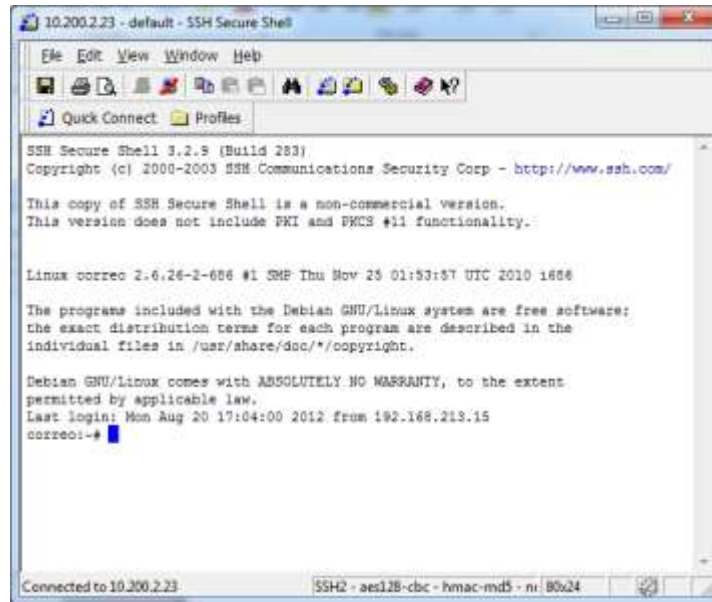 10.200.2.23 - default - SSH Secure Shell
File Edit View Window Help
Quick Connect Profiles
SSH Secure Shell 3.2.9 (Build 283)
Copyright (c) 2000-2003 SSH Communications Security Corp - http://www.ssh.com/
This copy of SSH Secure Shell is a non-commercial version.
This version does not include PKI and PKCS #11 functionality.
Linux correo 2.6.26-2-686 #1 SMP Thu Nov 25 01:53:57 UTC 2010 i686
The programs included with the Debian GNU/Linux system are free software;
the exact distribution terms for each program are described in the
individual files in /usr/share/doc/*/copyright.
Debian GNU/Linux comes with ABSOLUTELY NO WARRANTY, to the extent
permitted by applicable law.
Last login: Mon Aug 20 17:04:00 2012 from 192.168.213.15
correo:~#
Connected to 10.200.2.23 SSH2 - aes128-cbc - hmac-md5 - 80x24